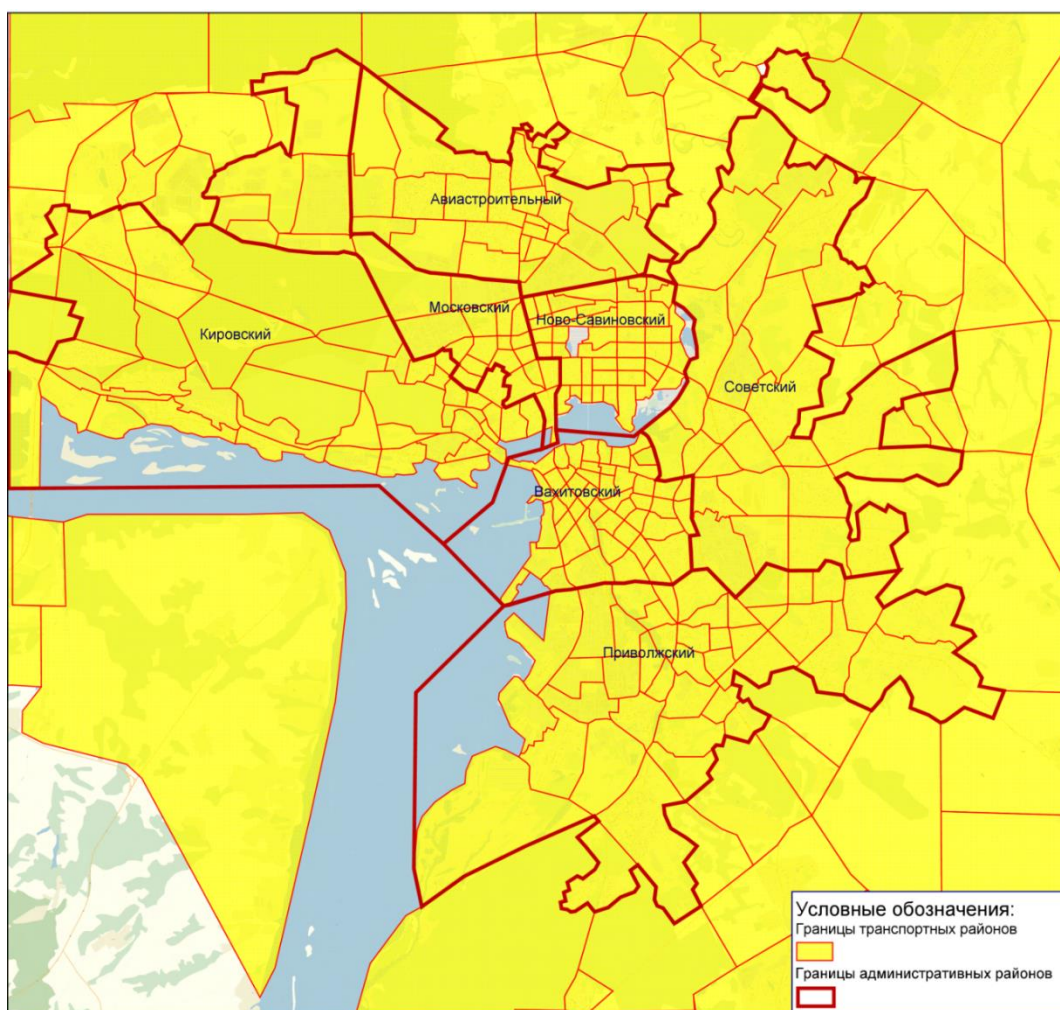 Авиастроительный
Московский
Ново-Савиновский
Кировский
Советский
Вахитовский
Приволжский
Условные обозначения:
Границы транспортных районов
Границы административных районов